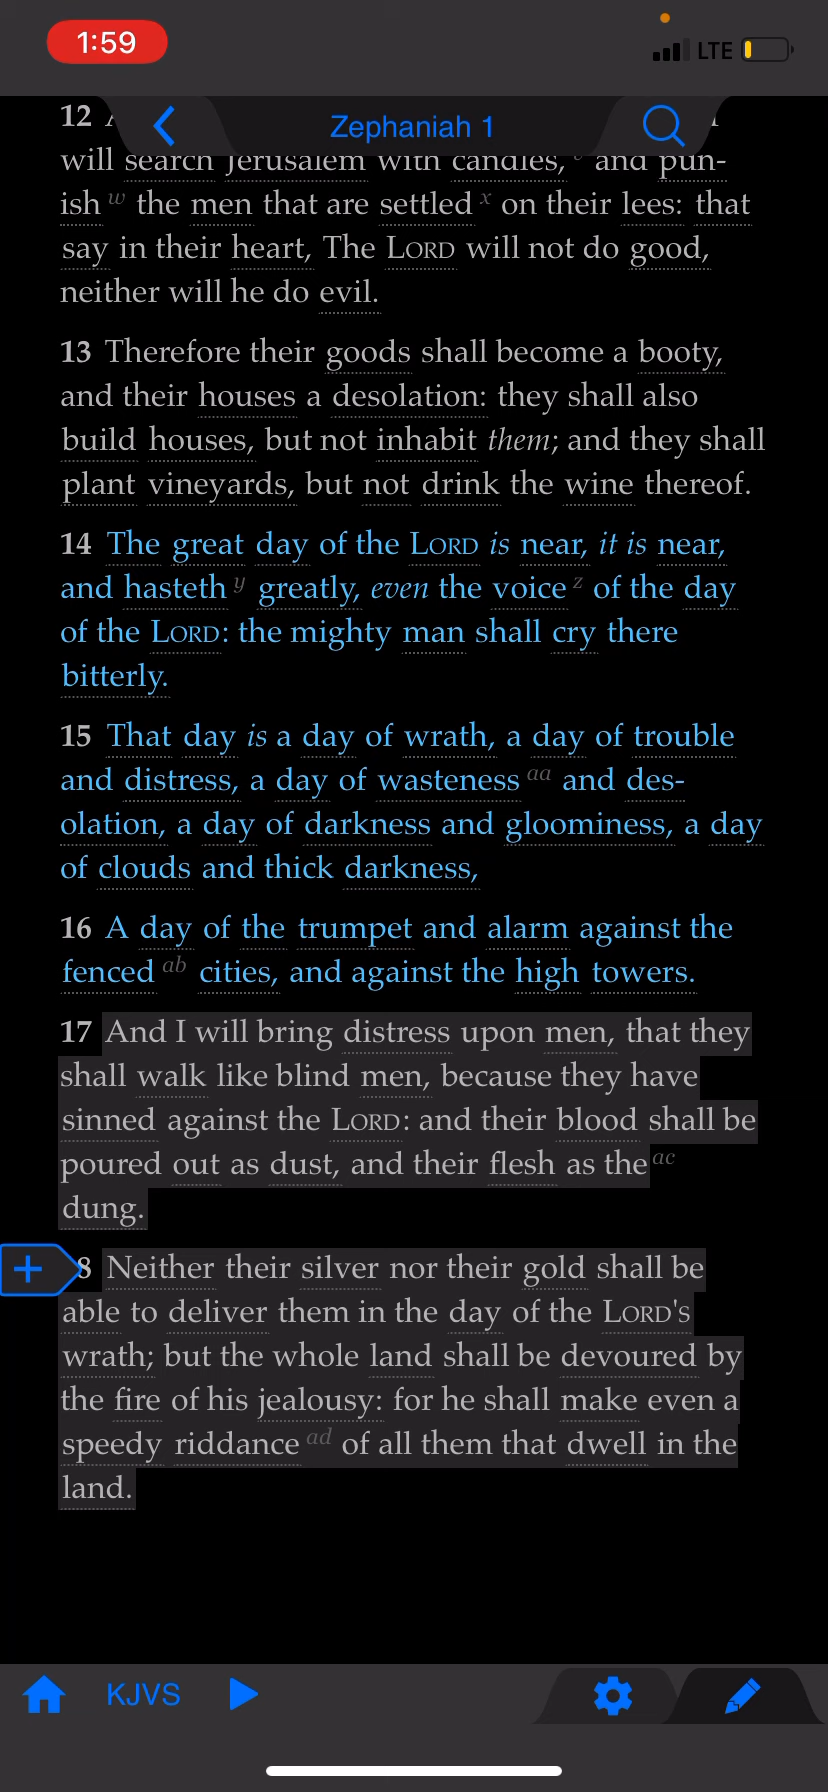 1:59
LTE
Zephaniah 1
12
will search Jerusalem with candles, and pun-
ish w the men that are settled x on their lees: that
say in their heart, The LORD will not do good,
neither will he do evil.
13 Therefore their goods shall become a booty,
and their houses a desolation: they shall also
build houses, but not inhabit them; and they shall
plant vineyards, but not drink the wine thereof.
14 The great day of the LORD is near, it is near,
and hasteth y greatly, even the voice z of the day
of the LORD: the mighty man shall cry there
bitterly.
15 That day is a day of wrath, a day of trouble
and distress, a day of wasteness aa and des-
olation, a day of darkness and gloominess, a day
of clouds and thick darkness,
16 A day of the trumpet and alarm against the
fenced ab cities, and against the high towers.
17 And I will bring distress upon men, that they
shall walk like blind men, because they have
sinned against the LORD: and their blood shall be
poured out as dust, and their flesh as the ac
dung.
8 Neither their silver nor their gold shall be
able to deliver them in the day of the LORD'S
wrath; but the whole land shall be devoured by
the fire of his jealousy: for he shall make even a
speedy riddance ad of all them that dwell in the
land.
KJVS